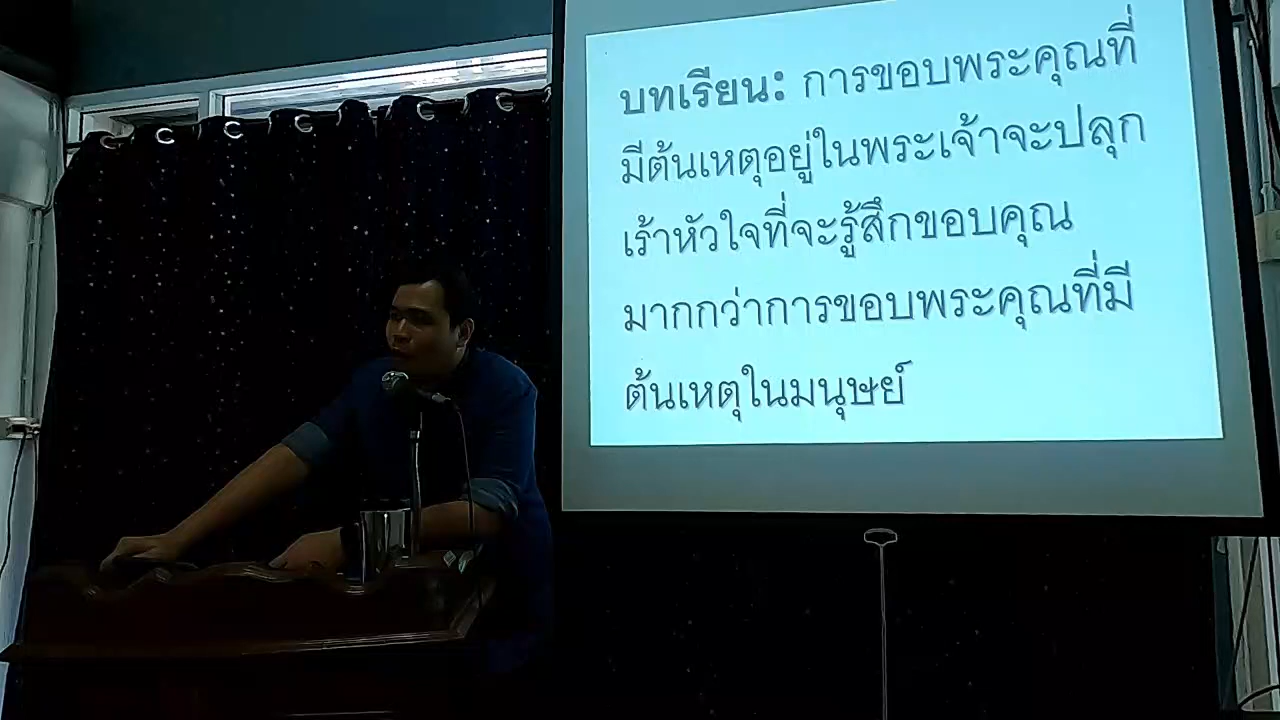 บทเรียน: การขอบพระคุณที่
มีต้นเหตุอยู่ในพระเจ้าจะปลุก
เร้าหัวใจที่จะรู้สึกขอบคุณ
มากกว่าการขอบพระคุณที่มี
ต้นเหตุในมนุษย์